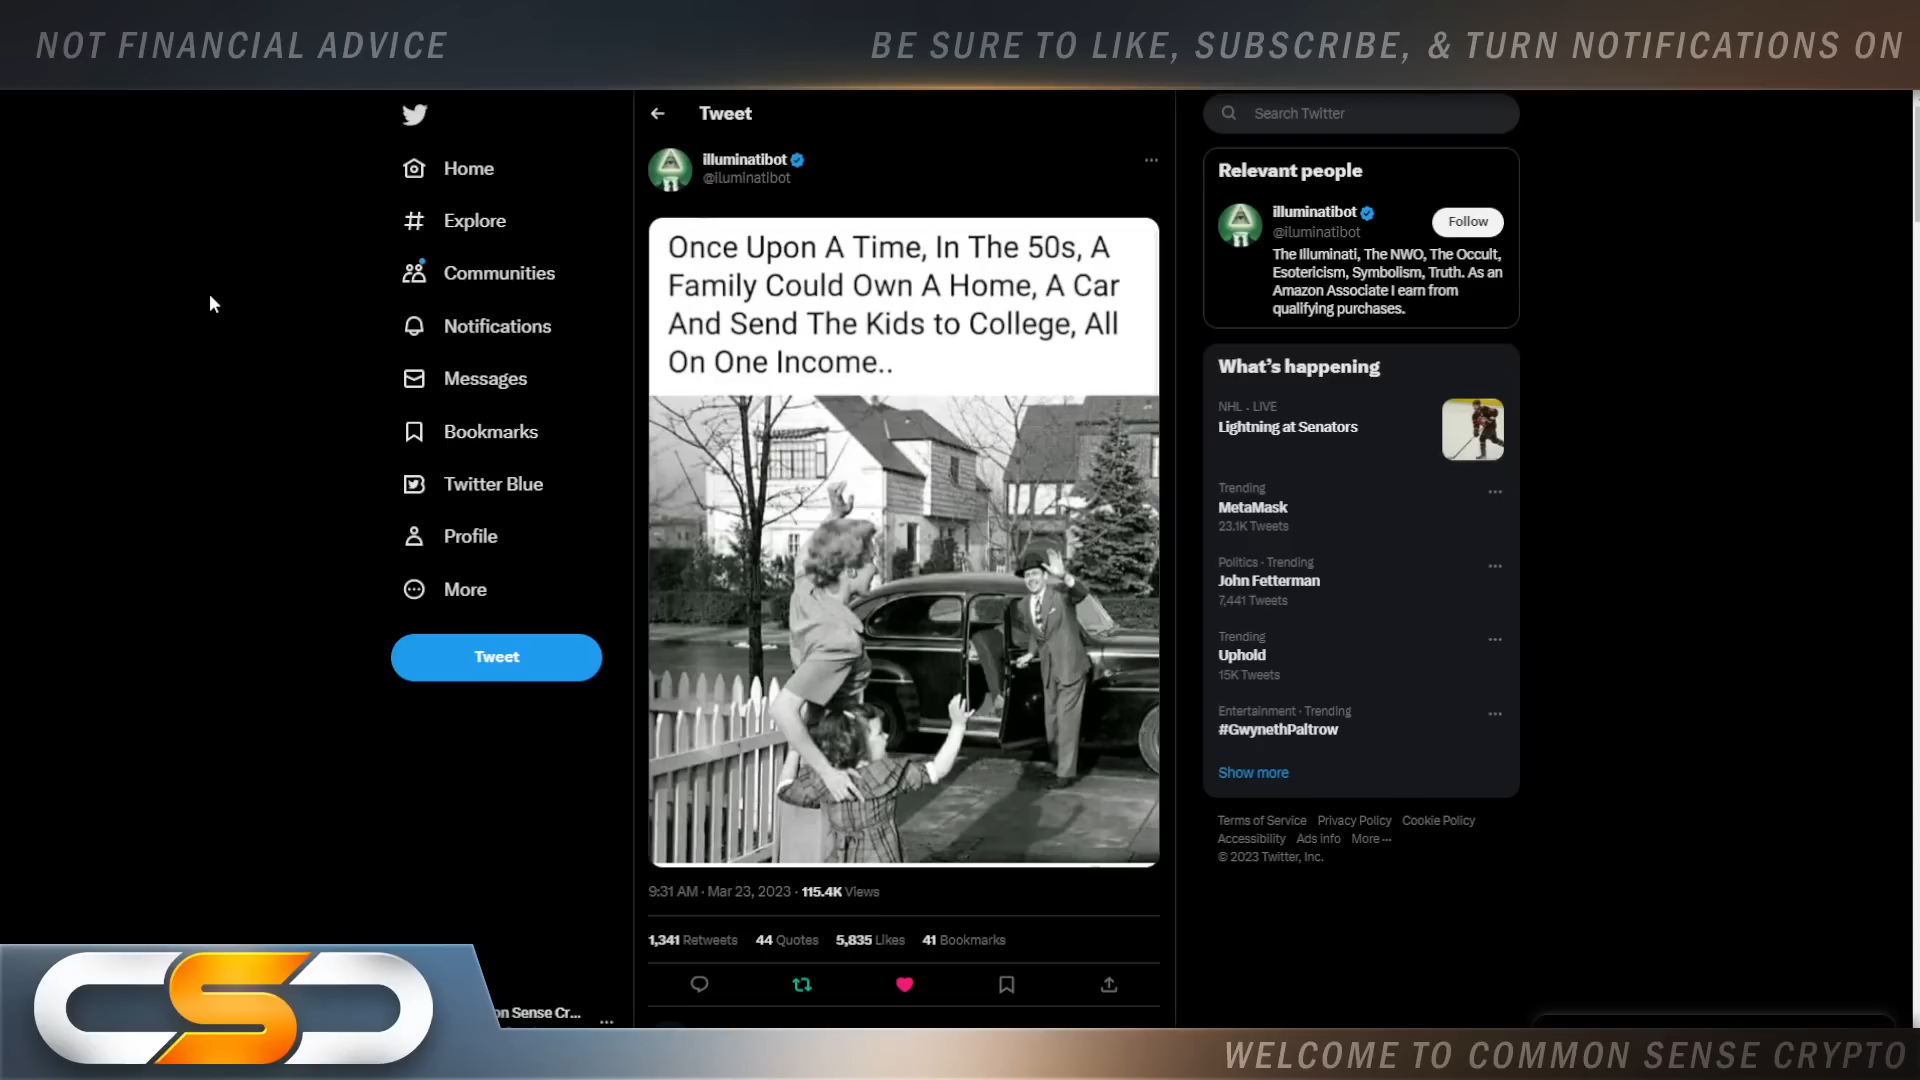 NOT FINANCIAL ADVICE
BE SURE TO LIKE, SUBSCRIBE, & TURN NOTIFICATIONS ON
Home
Explore
Communities
Notifications
Messages
Bookmarks
Twitter Blue
Profile
More
Tweet
on Sense Cr...
Tweet
illuminatibot
@iluminatibot
Once Upon A Time, In The 50s, A
Family Could Own A Home, A Car
And Send The Kids to College, All
On One Income..
9:31 AM · Mar 23, 2023 · 115.4K Views
1,341 Retweets 44 Quotes 5,835 Likes 41 Bookmarks
Search Twitter
Relevant people
illuminatibot
@iluminatibot
Follow
The Illuminati, The NWO, The Occult,
Esotericism, Symbolism, Truth. As an
Amazon Associate I earn from
qualifying purchases.
What's happening
NHL · LIVE
Lightning at Senators
Trending
MetaMask
23.1K Tweets
Politics · Trending
John Fetterman
7,441 Tweets
Trending
Uphold
15K Tweets
Entertainment · Trending
#GwynethPaltrow
Show more
Terms of Service Privacy Policy Cookie Policy
Accessibility Ads info More ···
© 2023 Twitter, Inc.
CSC
WELCOME TO COMMON SENSE CRYPTO